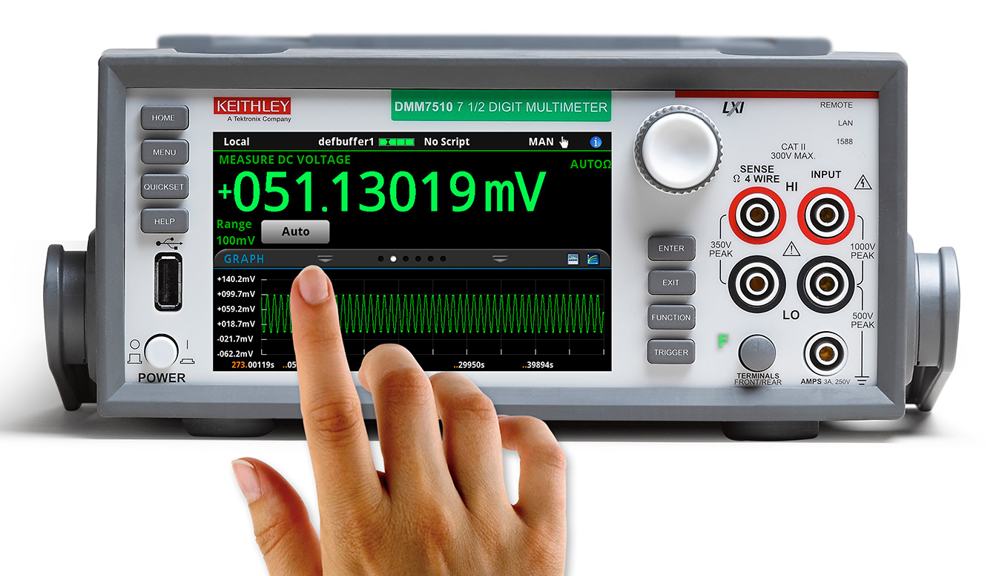 KEITHLEY
A Tektronix Company
DMM7510 7 1/2 DIGIT MULTIMETER
LXI
REMOTE
LAN
1588
HOME
MENU
QUICKSET
HELP
Local defbuffer1 No Script MAN
MEASURE DC VOLTAGE
AUTOΩ
+051.13019 mV
Range
100mV
Auto
GRAPH
+140.2mV
+099.7mV
+059.2mV
+018.7mV
-021.7mV
-062.2mV
273.00119s ..29950s ..39894s
POWER
CAT II
300V MAX.
SENSE
Ω 4 WIRE
HI
INPUT
350V
PEAK
1000V
PEAK
LO
500V
PEAK
ENTER
EXIT
FUNCTION
TRIGGER
F
TERMINALS
FRONT/REAR
AMPS 3A, 250V